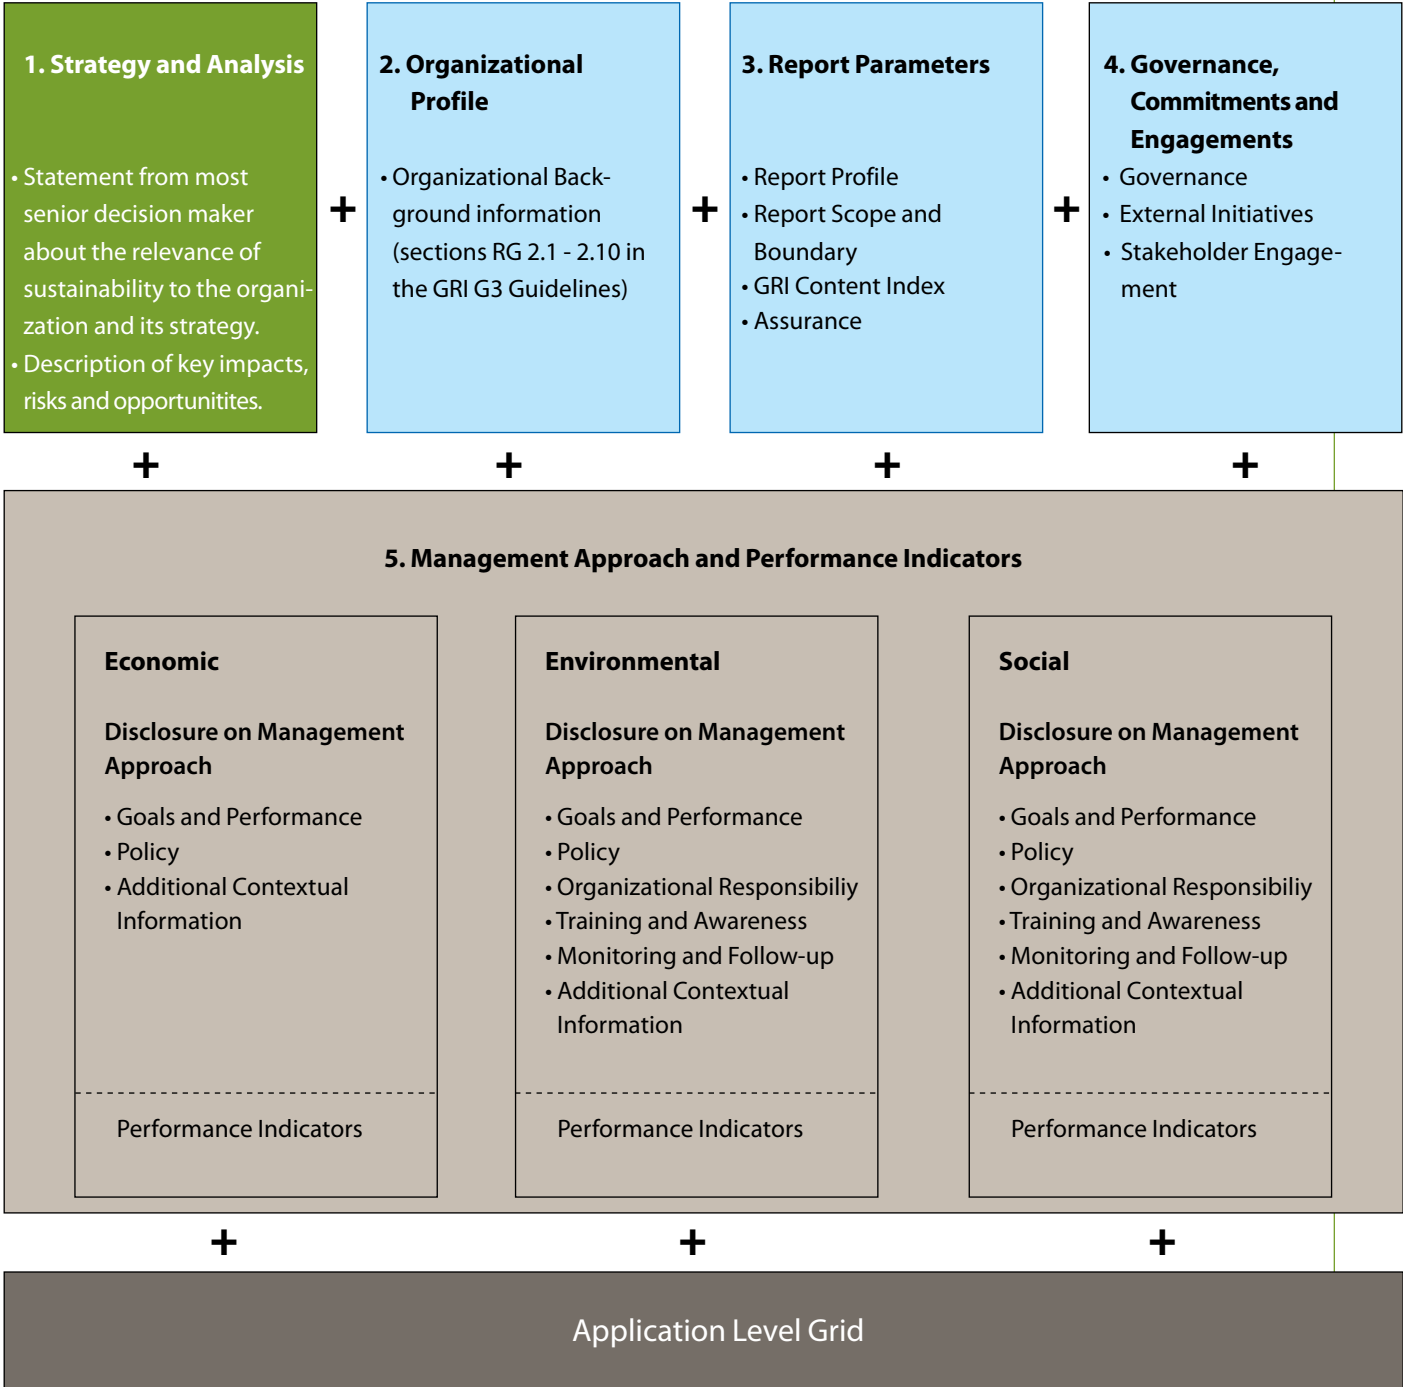 1. Strategy and Analysis
• Statement from most
senior decision maker
about the relevance of
sustainability to the organi-
zation and its strategy.
• Description of key impacts,
risks and opportunitites.
+
2. Organizational
Profile
• Organizational Back-
ground information
(sections RG 2.1 - 2.10 in
the GRI G3 Guidelines)
+
3. Report Parameters
• Report Profile
• Report Scope and
Boundary
• GRI Content Index
• Assurance
+
4. Governance,
Commitments and
Engagements
• Governance
• External Initiatives
• Stakeholder Engage-
ment
+ + + +
5. Management Approach and Performance Indicators
Economic
Disclosure on Management
Approach
• Goals and Performance
• Policy
• Additional Contextual
Information
Performance Indicators
Environmental
Disclosure on Management
Approach
• Goals and Performance
• Policy
• Organizational Responsibiliy
• Training and Awareness
• Monitoring and Follow-up
• Additional Contextual
Information
Performance Indicators
Social
Disclosure on Management
Approach
• Goals and Performance
• Policy
• Organizational Responsibiliy
• Training and Awareness
• Monitoring and Follow-up
• Additional Contextual
Information
Performance Indicators
+ + +
Application Level Grid